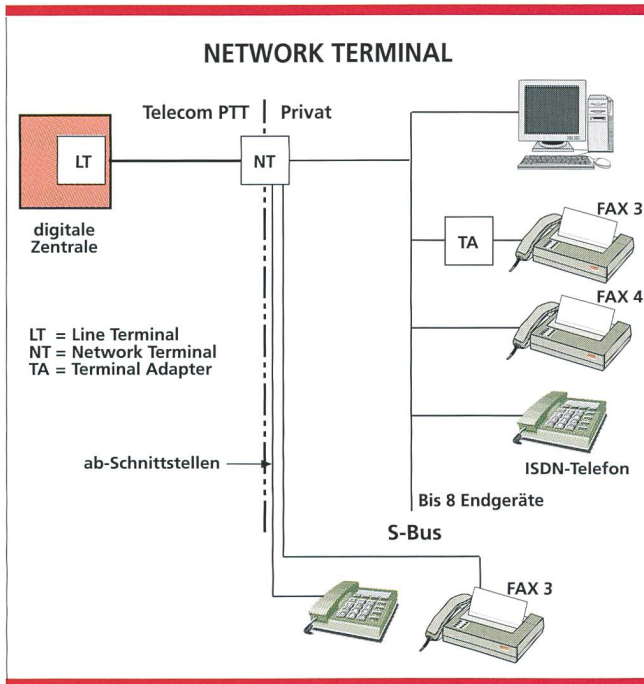 NETWORK TERMINAL
Telecom PTT
Privat
LT
NT
digitale
Zentrale
TA
FAX 3
FAX 4
LT = Line Terminal
NT = Network Terminal
TA = Terminal Adapter
ab-Schnittstellen
ISDN-Telefon
Bis 8 Endgeräte
S-Bus
FAX 3